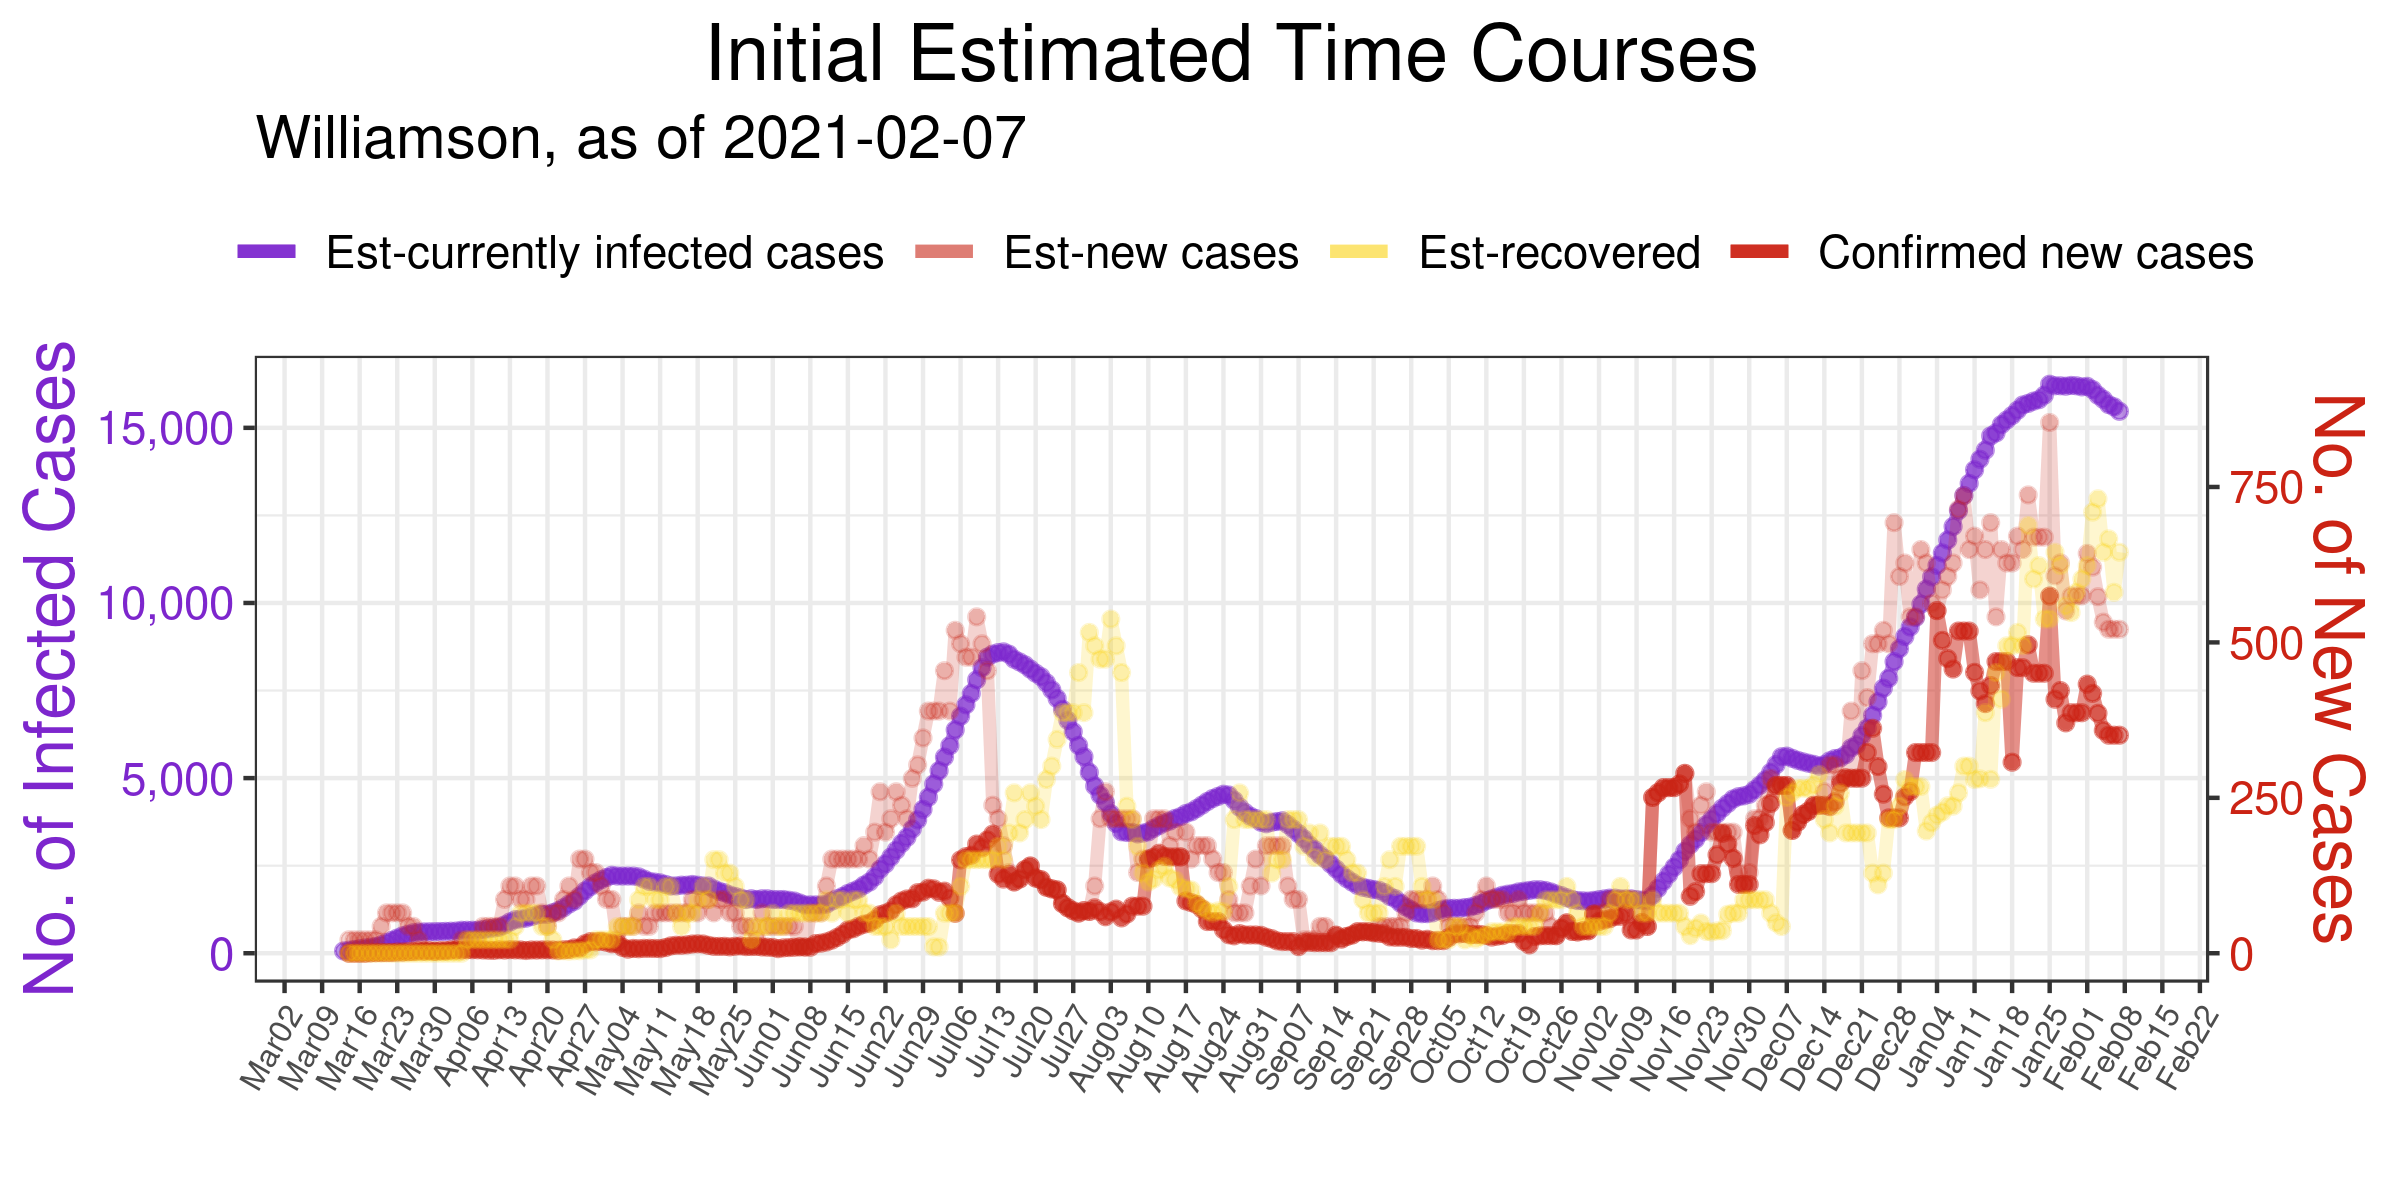 Initial Estimated Time Courses
Williamson, as of 2021-02-07
Est-currently infected cases
Est-new cases
Est-recovered
Confirmed new cases
No. of Infected Cases
15,000
10,000
5,000
0
No. of New Cases
750
500
250
0
Mar02
Mar09
Mar16
Mar23
Mar30
Apr06
Apr13
Apr20
Apr27
May04
May11
May18
May25
Jun01
Jun08
Jun15
Jun22
Jun29
Jul06
Jul13
Jul20
Jul27
Aug03
Aug10
Aug17
Aug24
Aug31
Sep07
Sep14
Sep21
Sep28
Oct05
Oct12
Oct19
Oct26
Nov02
Nov09
Nov16
Nov23
Nov30
Dec07
Dec14
Dec21
Dec28
Jan04
Jan11
Jan18
Jan25
Feb01
Feb08
Feb15
Feb22